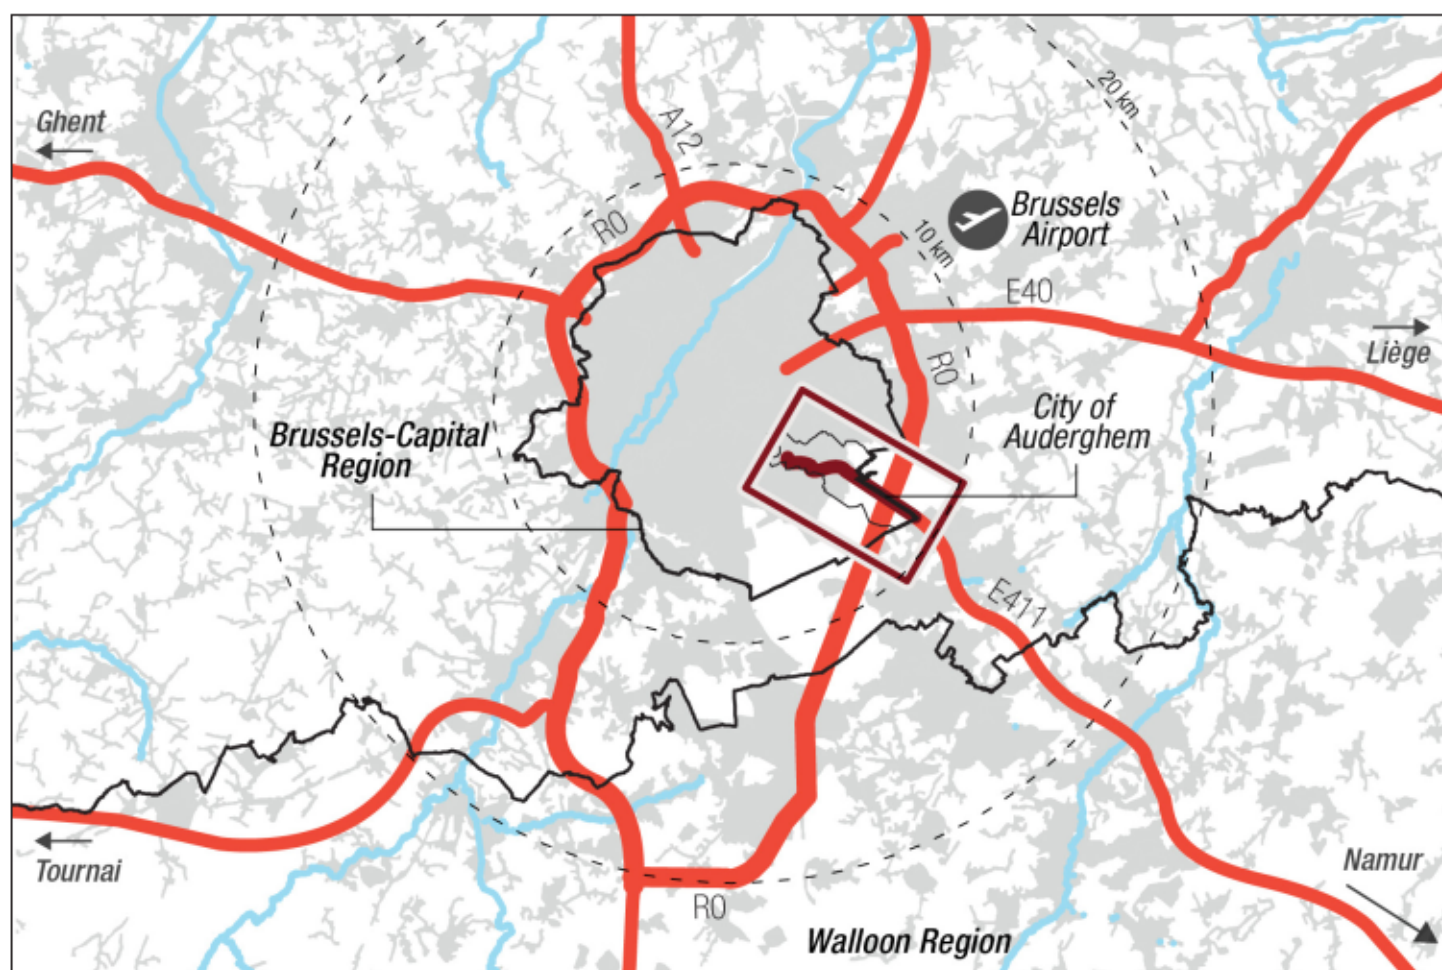 20 km
Ghent
A12
R0
Brussels
Airport
10 km
E40
Liège
R0
City of
Auderghem
Brussels-Capital
Region
E411
Tournai
Namur
R0
Walloon Region